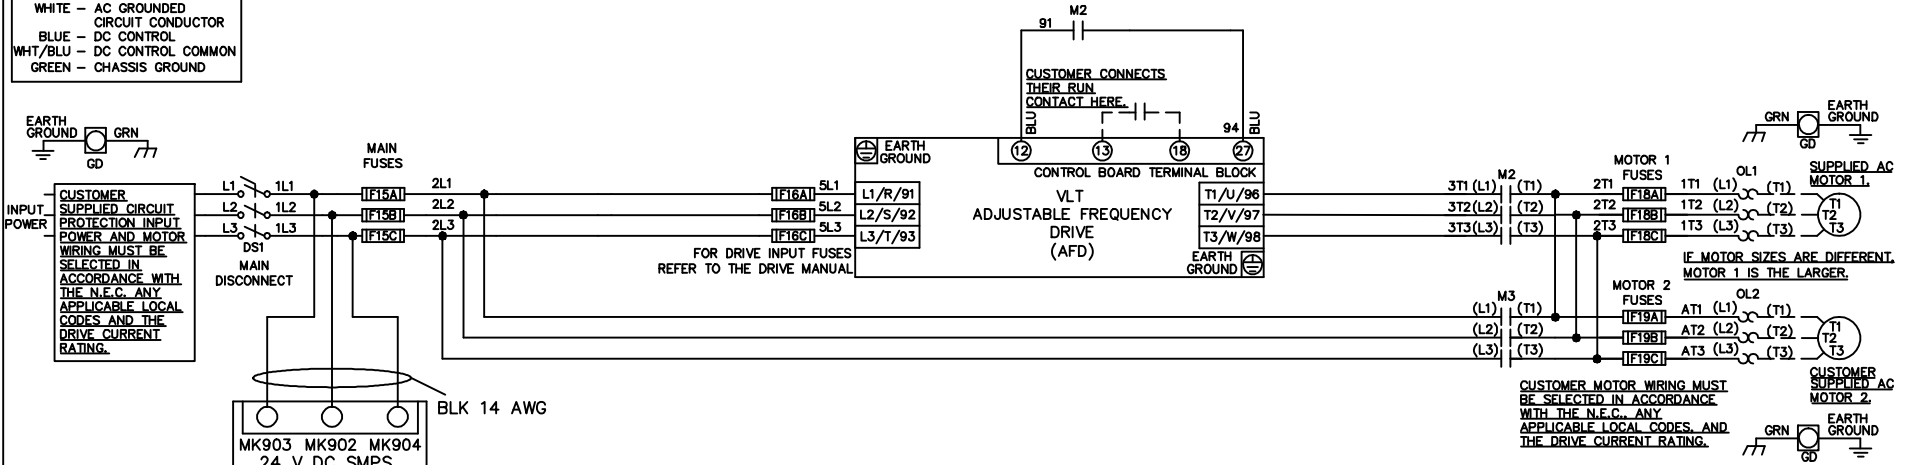 WHITE – AC GROUNDED
CIRCUIT CONDUCTOR
BLUE – DC CONTROL
WHT/BLU – DC CONTROL COMMON
GREEN – CHASSIS GROUND
EARTH
GROUND
GRN
GD
INPUT
POWER
CUSTOMER
SUPPLIED CIRCUIT
PROTECTION INPUT
POWER AND MOTOR
WIRING MUST BE
SELECTED IN
ACCORDANCE WITH
THE N.E.C. ANY
APPLICABLE LOCAL
CODES AND THE
DRIVE CURRENT
RATING.
L1
L2
L3
1L1
1L2
1L3
DS1
MAIN
DISCONNECT
MAIN
FUSES
F15A
F15B
F15C
2L1
2L2
2L3
BLK 14 AWG
MK903 MK902 MK904
24 V DC SMPS
F16A
F16B
F16C
5L1
5L2
5L3
FOR DRIVE INPUT FUSES
REFER TO THE DRIVE MANUAL
M2
91
CUSTOMER CONNECTS
THEIR RUN
CONTACT HERE.
BLU
94
BLU
12
13
18
27
CONTROL BOARD TERMINAL BLOCK
EARTH
GROUND
L1/R/91
L2/S/92
L3/T/93
VLT
ADJUSTABLE FREQUENCY
DRIVE
(AFD)
T1/U/96
T2/V/97
T3/W/98
EARTH
GROUND
M2
3T1 (L1) (T1)
3T2(L2) (T2)
3T3(L3) (T3)
M3
(L1) (T1)
(L2) (T2)
(L3) (T3)
MOTOR 1
FUSES
2T1
2T2
2T3
F18A
F18B
F18C
1T1 (L1)
1T2 (L2)
1T3 (L3)
OL1
(T1)
(T2)
(T3)
T1
T2
T3
GRN
EARTH
GROUND
GD
SUPPLIED AC
MOTOR 1.
IF MOTOR SIZES ARE DIFFERENT,
MOTOR 1 IS THE LARGER.
MOTOR 2
FUSES
F19A
F19B
F19C
AT1 (L1)
AT2 (L2)
AT3 (L3)
OL2
(T1)
(T2)
(T3)
T1
T2
T3
CUSTOMER
SUPPLIED AC
MOTOR 2.
CUSTOMER MOTOR WIRING MUST
BE SELECTED IN ACCORDANCE
WITH THE N.E.C., ANY
APPLICABLE LOCAL CODES, AND
THE DRIVE CURRENT RATING.
GRN
EARTH
GROUND
GD